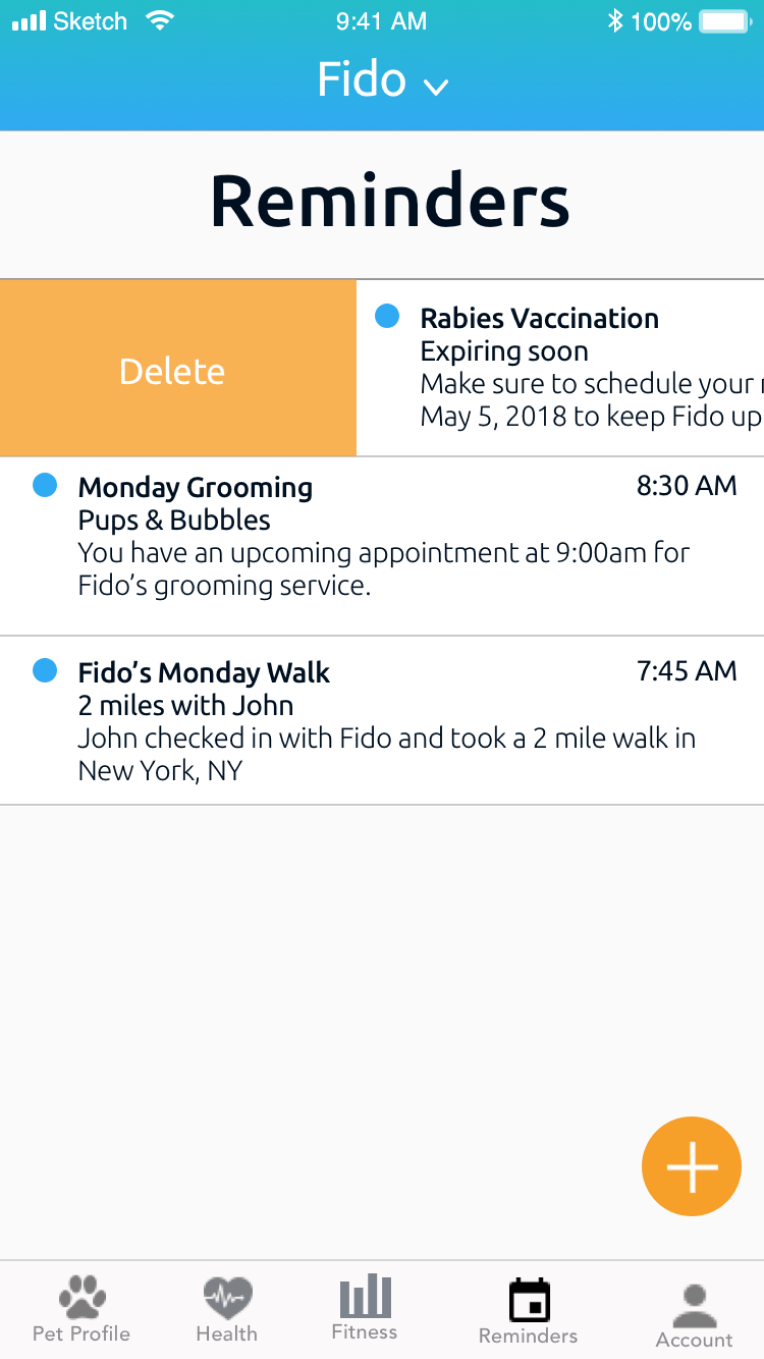 Sketch 9:41 AM 100%
Fido
Reminders
Delete
Rabies Vaccination
Expiring soon
Make sure to schedule your
May 5, 2018 to keep Fido up
Monday Grooming 8:30 AM
Pups & Bubbles
You have an upcoming appointment at 9:00am for
Fido’s grooming service.
Fido’s Monday Walk 7:45 AM
2 miles with John
John checked in with Fido and took a 2 mile walk in
New York, NY
Pet Profile Health Fitness Reminders Account